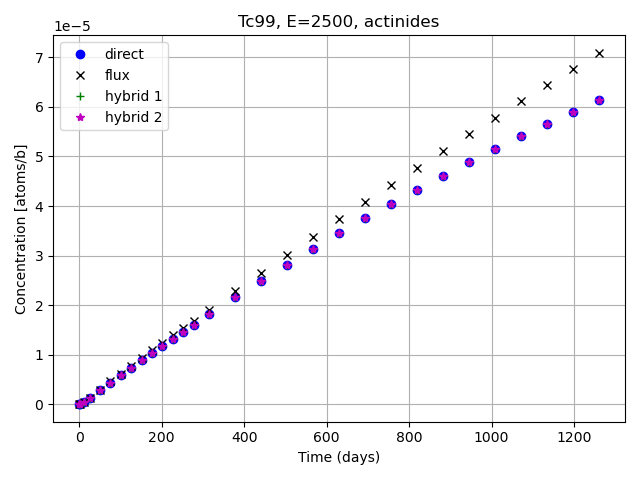 Tc99, E=2500, actinides
1e−5
direct
flux
hybrid 1
hybrid 2
7
6
5
4
3
2
1
0
Concentration [atoms/b]
0 200 400 600 800 1000 1200
Time (days)